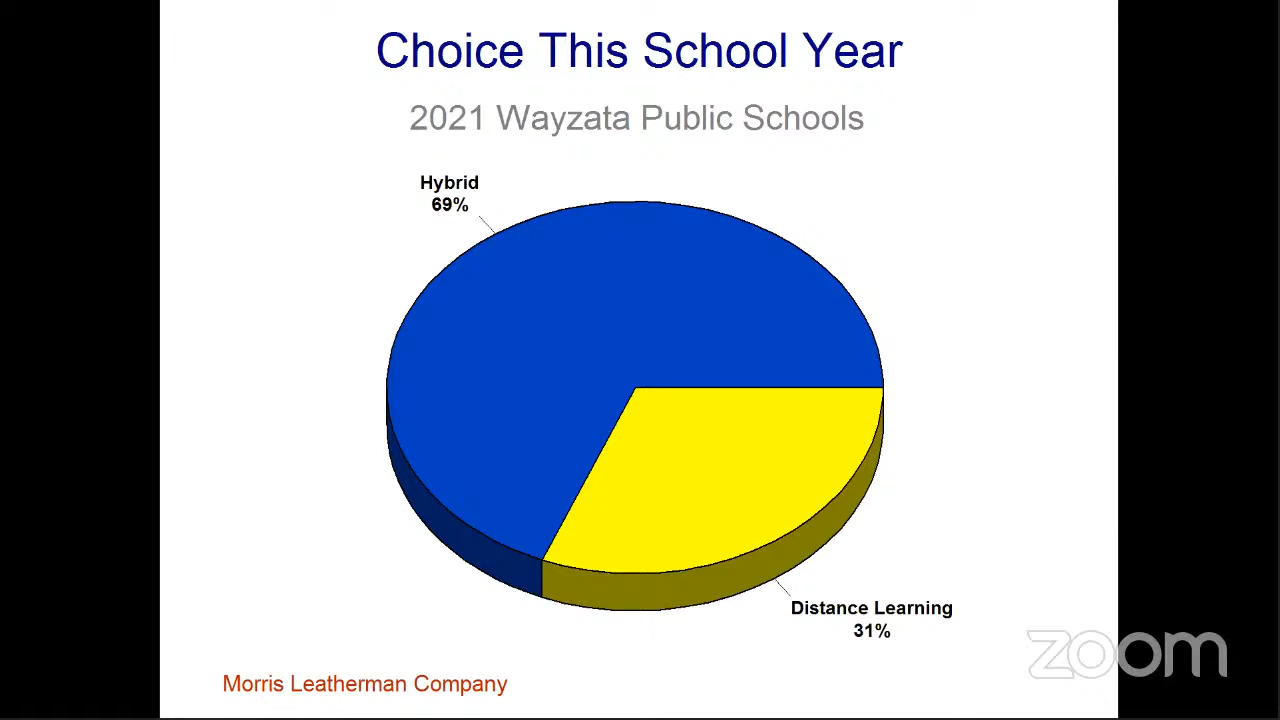 Choice This School Year
2021 Wayzata Public Schools
Hybrid
69%
Distance Learning
31%
zoom
Morris Leatherman Company